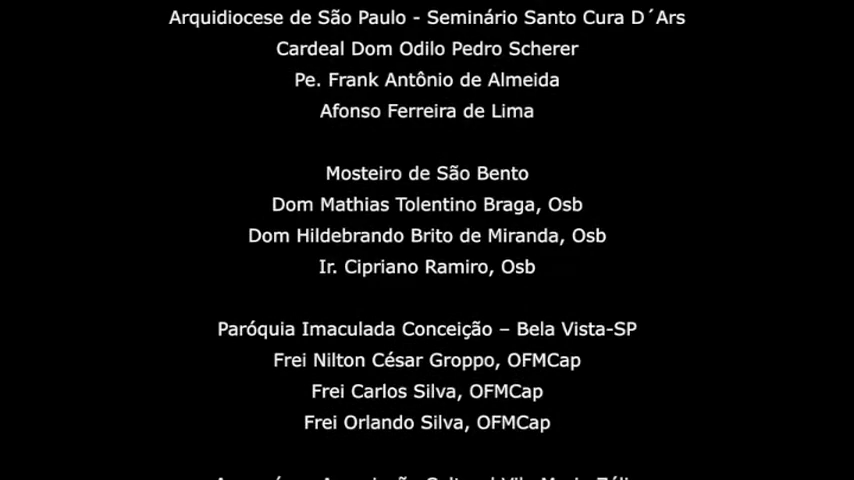 Arquidiocese de São Paulo - Seminário Santo Cura D´Ars
Cardeal Dom Odilo Pedro Scherer
Pe. Frank Antônio de Almeida
Afonso Ferreira de Lima
Mosteiro de São Bento
Dom Mathias Tolentino Braga, Osb
Dom Hildebrando Brito de Miranda, Osb
Ir. Cipriano Ramiro, Osb
Paróquia Imaculada Conceição – Bela Vista-SP
Frei Nilton César Groppo, OFMCap
Frei Carlos Silva, OFMCap
Frei Orlando Silva, OFMCap